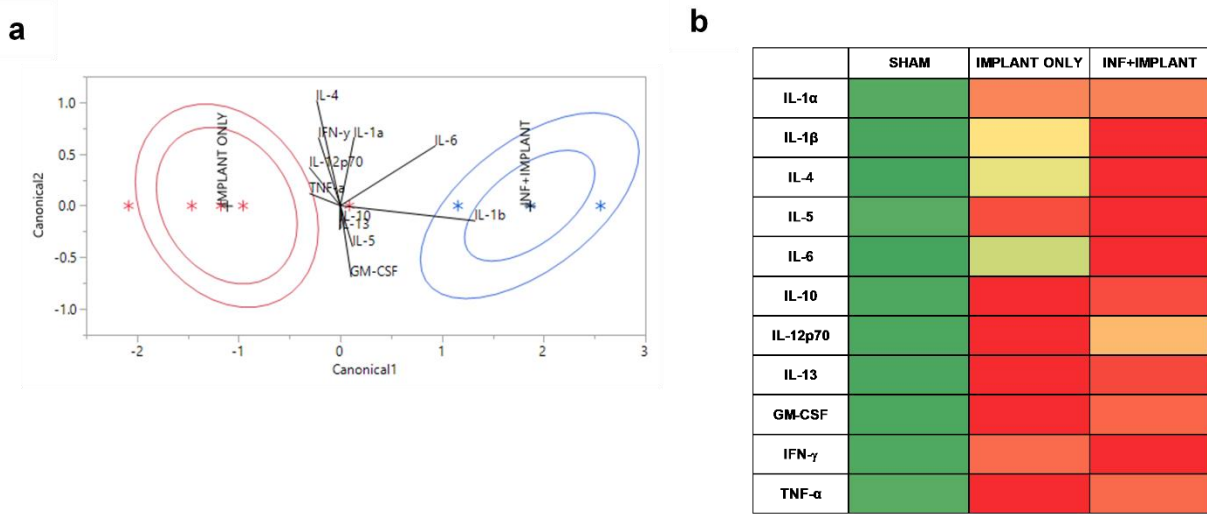 a
1.0
0.5
0.0
-0.5
-1.0
Canonical2
-2
-1
0
1
2
3
Canonical1
IMPLANT ONLY
INF+IMPLANT
IL-4
IFN-y
IL-1a
IL-6
IL-12p70
TNF-a
IL-10
IL-13
IL-1b
IL-5
GM-CSF
b
SHAM IMPLANT ONLY INF+IMPLANT
IL-1α
IL-1β
IL-4
IL-5
IL-6
IL-10
IL-12p70
IL-13
GM-CSF
IFN-γ
TNF-α